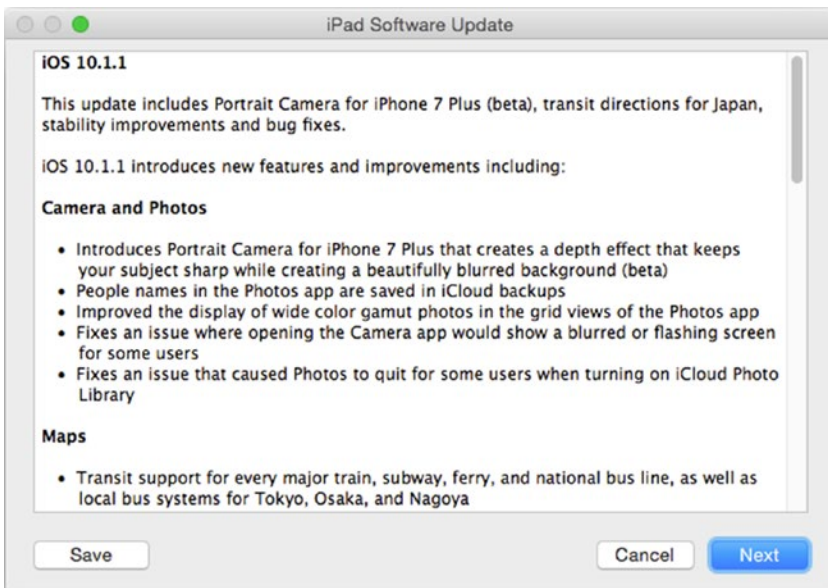 iPad Software Update
iOS 10.1.1
This update includes Portrait Camera for iPhone 7 Plus (beta), transit directions for Japan,
stability improvements and bug fixes.
iOS 10.1.1 introduces new features and improvements including:
Camera and Photos
• Introduces Portrait Camera for iPhone 7 Plus that creates a depth effect that keeps
your subject sharp while creating a beautifully blurred background (beta)
• People names in the Photos app are saved in iCloud backups
• Improved the display of wide color gamut photos in the grid views of the Photos app
• Fixes an issue where opening the Camera app would show a blurred or flashing screen
for some users
• Fixes an issue that caused Photos to quit for some users when turning on iCloud Photo
Library
Maps
• Transit support for every major train, subway, ferry, and national bus line, as well as
local bus systems for Tokyo, Osaka, and Nagoya
Save Cancel Next